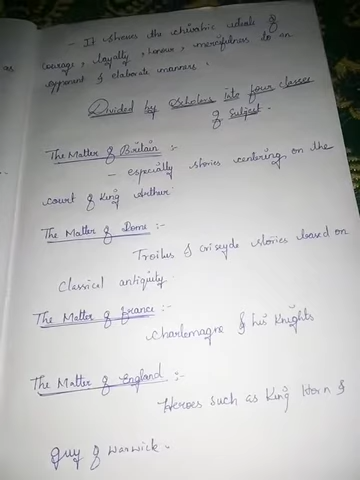 as
- It stresses the chivalric ideals of
courage, loyalty, honour, mercifulness to an
opponent & elaborate manners.
Divided by Scholars into four classes
of Subject.
The Matter of Britain :-
- especially stories centering on the
court of King Arthur
The Matter of Rome :-
Troilus & criseyde stories based on
Classical antiquity.
The Matter of France :-
Charlemagne & his Knights
The Matter of England :-
Heroes such as King Horn &
Guy of Warwick.